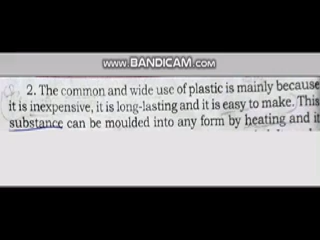 www.BANDICAM.com
2. The common and wide use of plastic is mainly because
it is inexpensive, it is long-lasting and it is easy to make. This
substance can be moulded into any form by heating and it